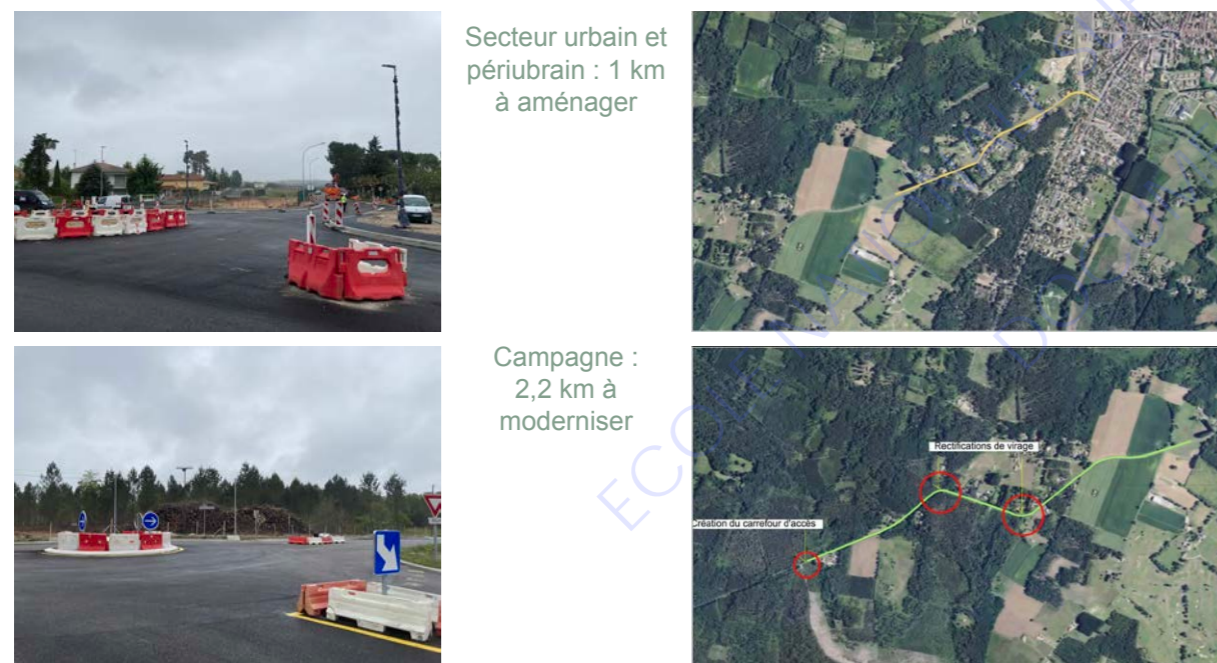 Secteur urbain et
périubrain : 1 km
à aménager
Campagne :
2,2 km à
moderniser
Rectifications de virage
Création du carrefour d'accès